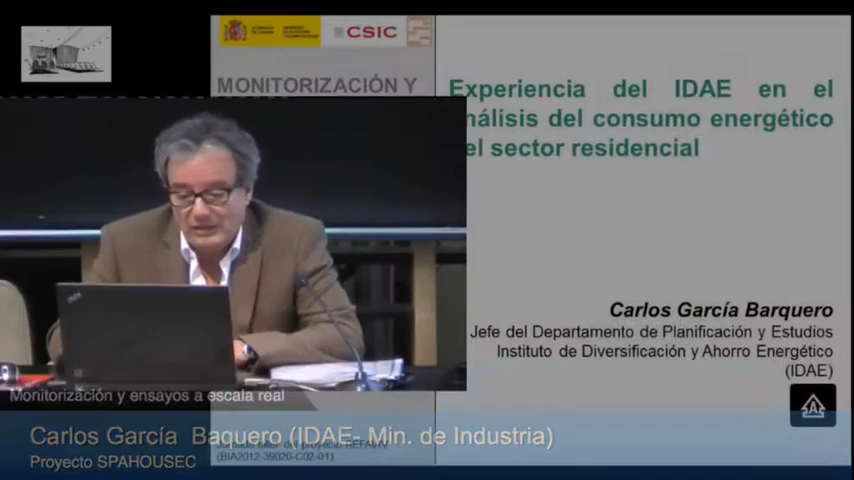 CSIC
MONITORIZACIÓN Y
Experiencia del IDAE en el
nálisis del consumo energético
el sector residencial
Carlos García Barquero
Jefe del Departamento de Planificación y Estudios
Instituto de Diversificación y Ahorro Energético
(IDAE)
Monitorización y ensayos a escala real
Carlos García Baquero (IDAE- Min. de Industria)
Proyecto SPAHOUSEC
(BIA2012-39020-C02-01)